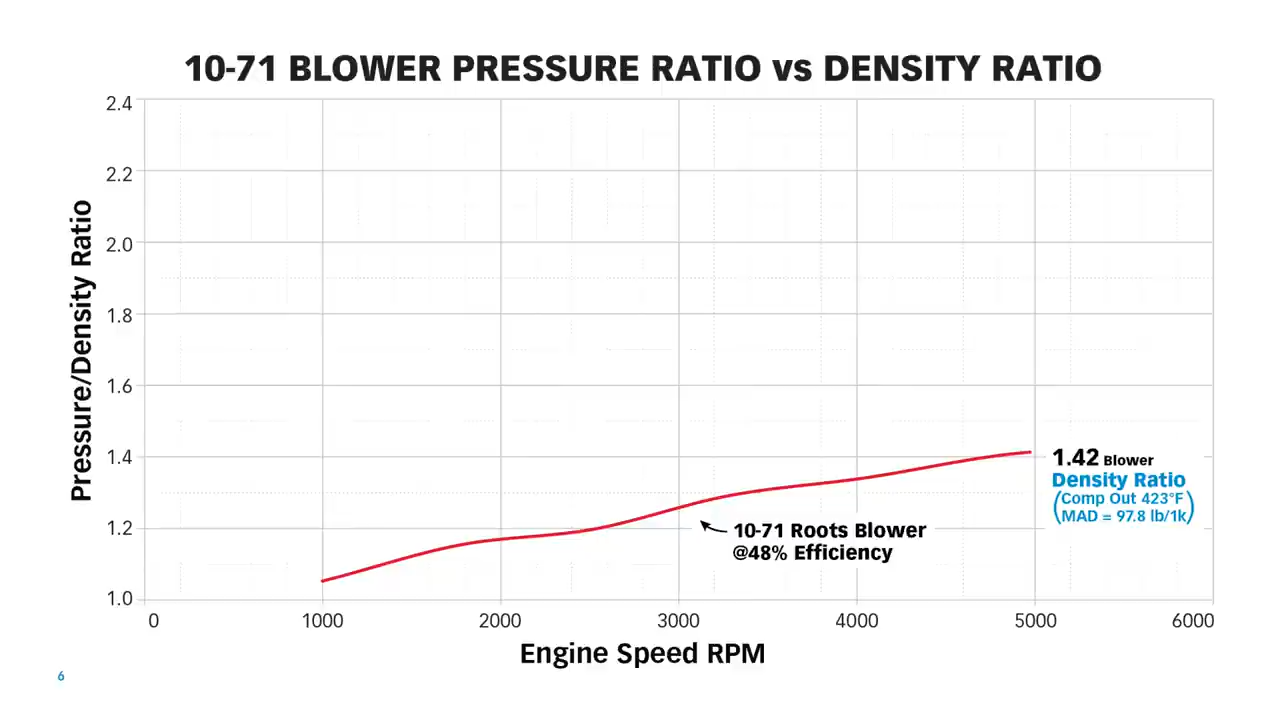 10-71 BLOWER PRESSURE RATIO vs DENSITY RATIO
Pressure/Density Ratio
2.4
2.2
2.0
1.8
1.6
1.4
1.2
1.0
1.42 Blower
Density Ratio
(Comp Out 423°F
MAD = 97.8 lb/1k)
10-71 Roots Blower
@48% Efficiency
0 1000 2000 3000 4000 5000 6000
Engine Speed RPM
6